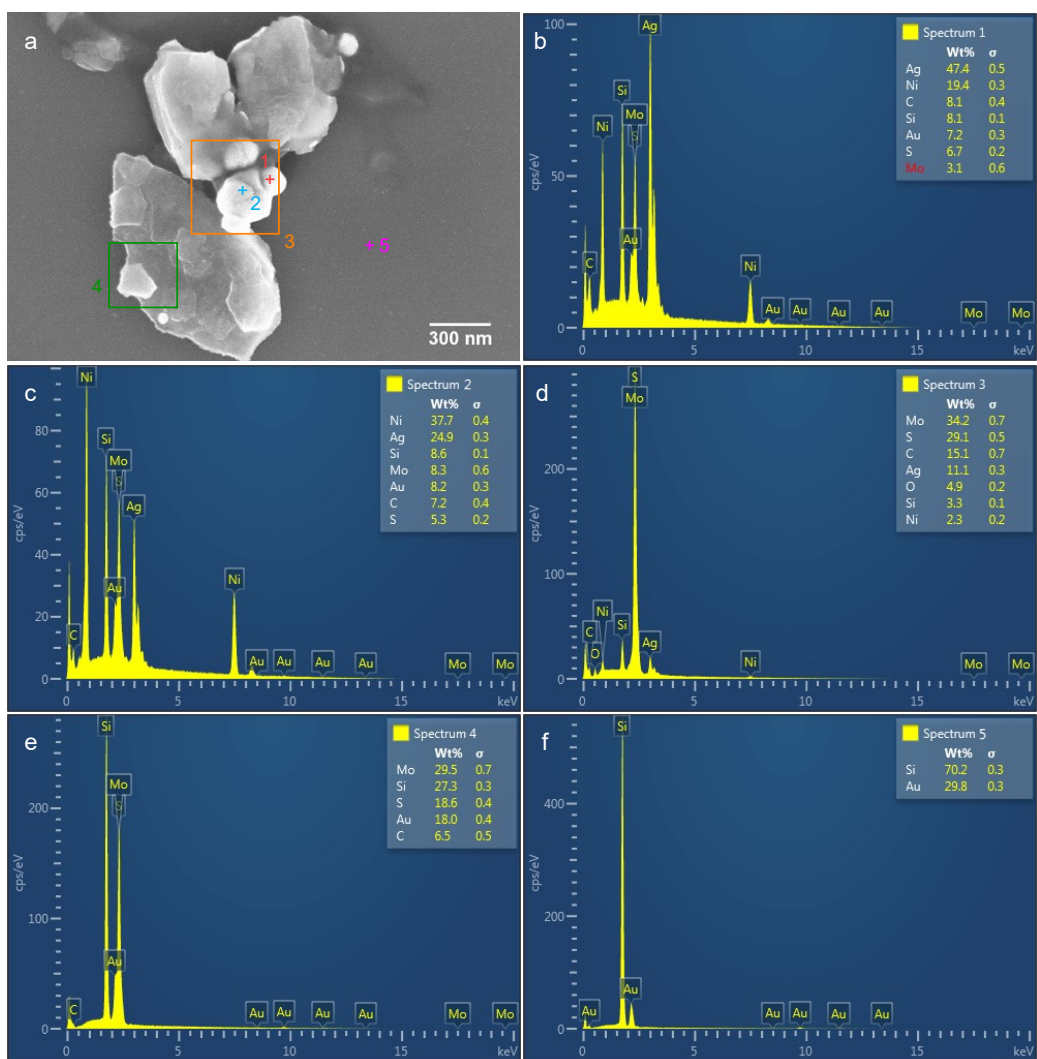 a
1
2
3
4
5
300 nm
b
100
50
0
cps/eV
Ag
Si
Mo
S
Ni
Au
C
Ni
Au
Au
Au
Au
Mo
Mo
0
5
10
15
keV
Spectrum 1
Wt% σ
Ag 47.4 0.5
Ni 19.4 0.3
C 8.1 0.4
Si 8.1 0.1
Au 7.2 0.3
S 6.7 0.2
Mo 3.1 0.6
c
80
60
40
20
0
cps/eV
Ni
Si
Mo
S
Ag
Au
C
Ni
Au
Au
Au
Au
Mo
Mo
0
5
10
15
keV
Spectrum 2
Wt% σ
Ni 37.7 0.4
Ag 24.9 0.3
Si 8.6 0.1
Mo 8.3 0.6
Au 8.2 0.3
C 7.2 0.4
S 5.3 0.2
d
200
100
0
cps/eV
S
Mo
Ni
C
Si
O
Ag
Ni
Mo
Mo
0
5
10
15
keV
Spectrum 3
Wt% σ
Mo 34.2 0.7
S 29.1 0.5
C 15.1 0.7
Ag 11.1 0.3
O 4.9 0.2
Si 3.3 0.1
Ni 2.3 0.2
e
200
100
0
cps/eV
Si
Mo
S
Au
C
Au
Au
Au
Au
Mo
Mo
0
5
10
15
keV
Spectrum 4
Wt% σ
Mo 29.5 0.7
Si 27.3 0.3
S 18.6 0.4
Au 18.0 0.4
C 6.5 0.5
f
400
200
0
cps/eV
Si
Au
Au
Au
Au
Au
Au
0
5
10
15
keV
Spectrum 5
Wt% σ
Si 70.2 0.3
Au 29.8 0.3